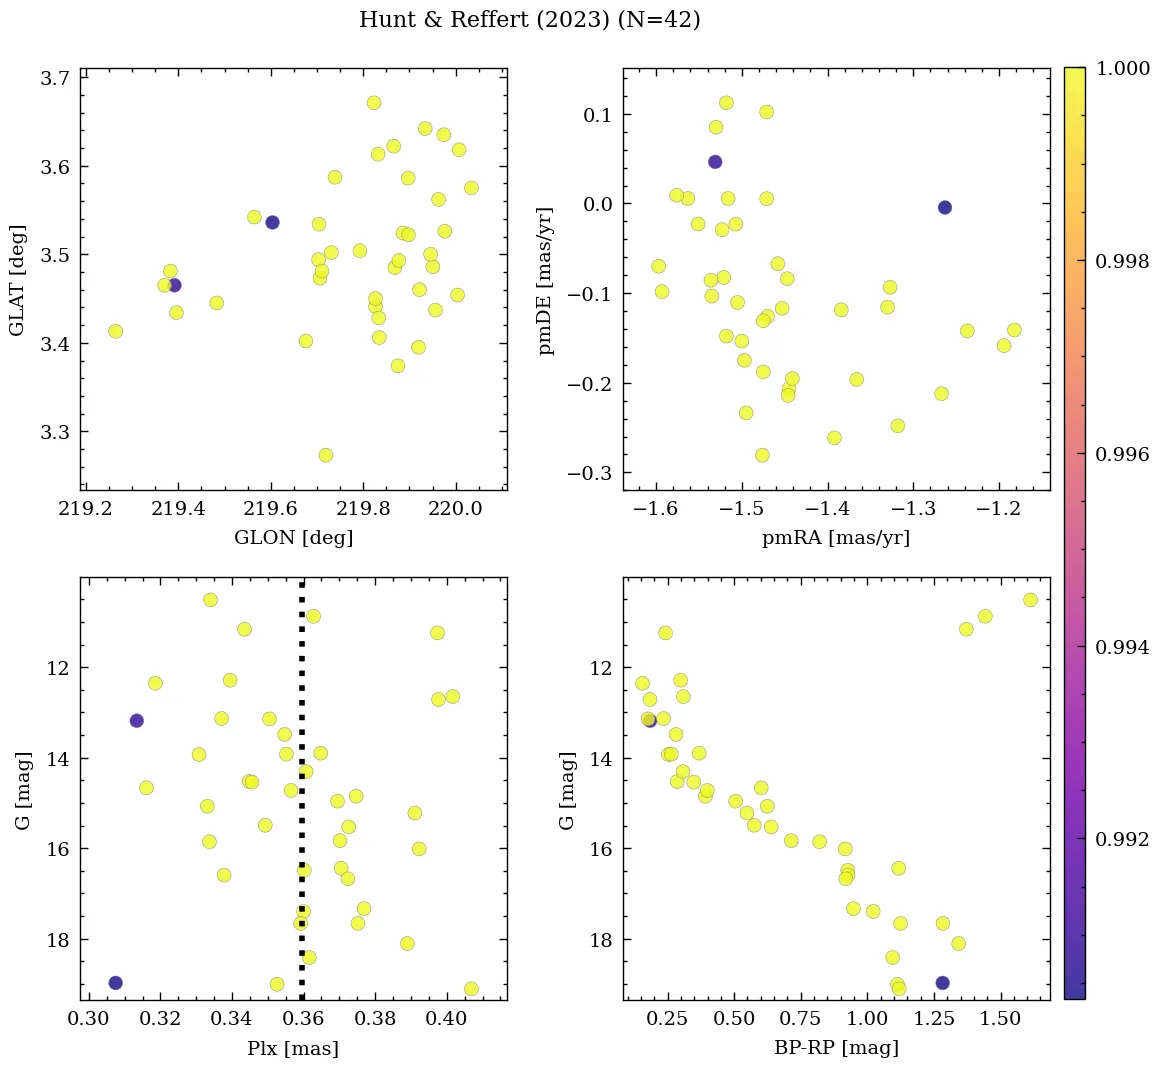 Hunt & Reffert (2023) (N=42)
3.7
3.6
3.5
3.4
3.3
GLAT [deg]
219.2 219.4 219.6 219.8 220.0
GLON [deg]
0.1
0.0
−0.1
−0.2
−0.3
pmDE [mas/yr]
−1.6 −1.5 −1.4 −1.3 −1.2
pmRA [mas/yr]
12
14
16
18
G [mag]
0.30 0.32 0.34 0.36 0.38 0.40
Plx [mas]
12
14
16
18
G [mag]
0.25 0.50 0.75 1.00 1.25 1.50
BP-RP [mag]
1.000
0.998
0.996
0.994
0.992